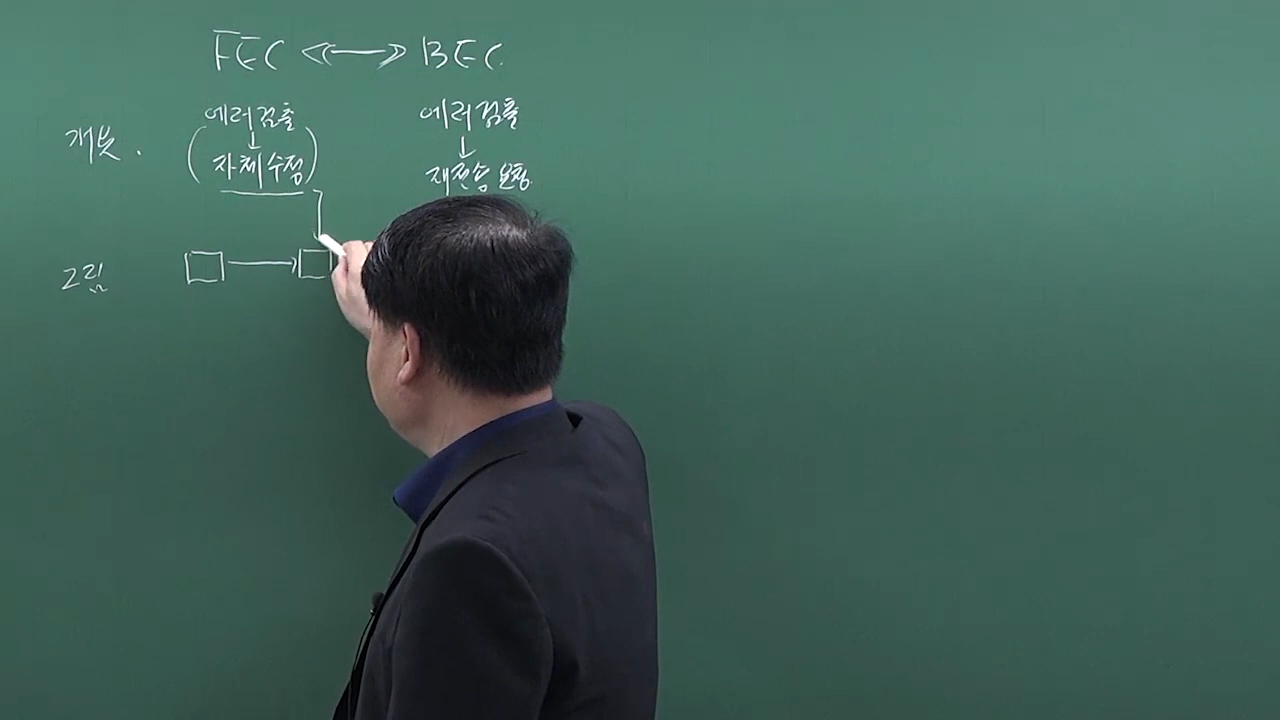 FEC <--> BEC
에러검출 에러검출
개념. (↓ 자체수정) ↓ 재전송 요청
그림